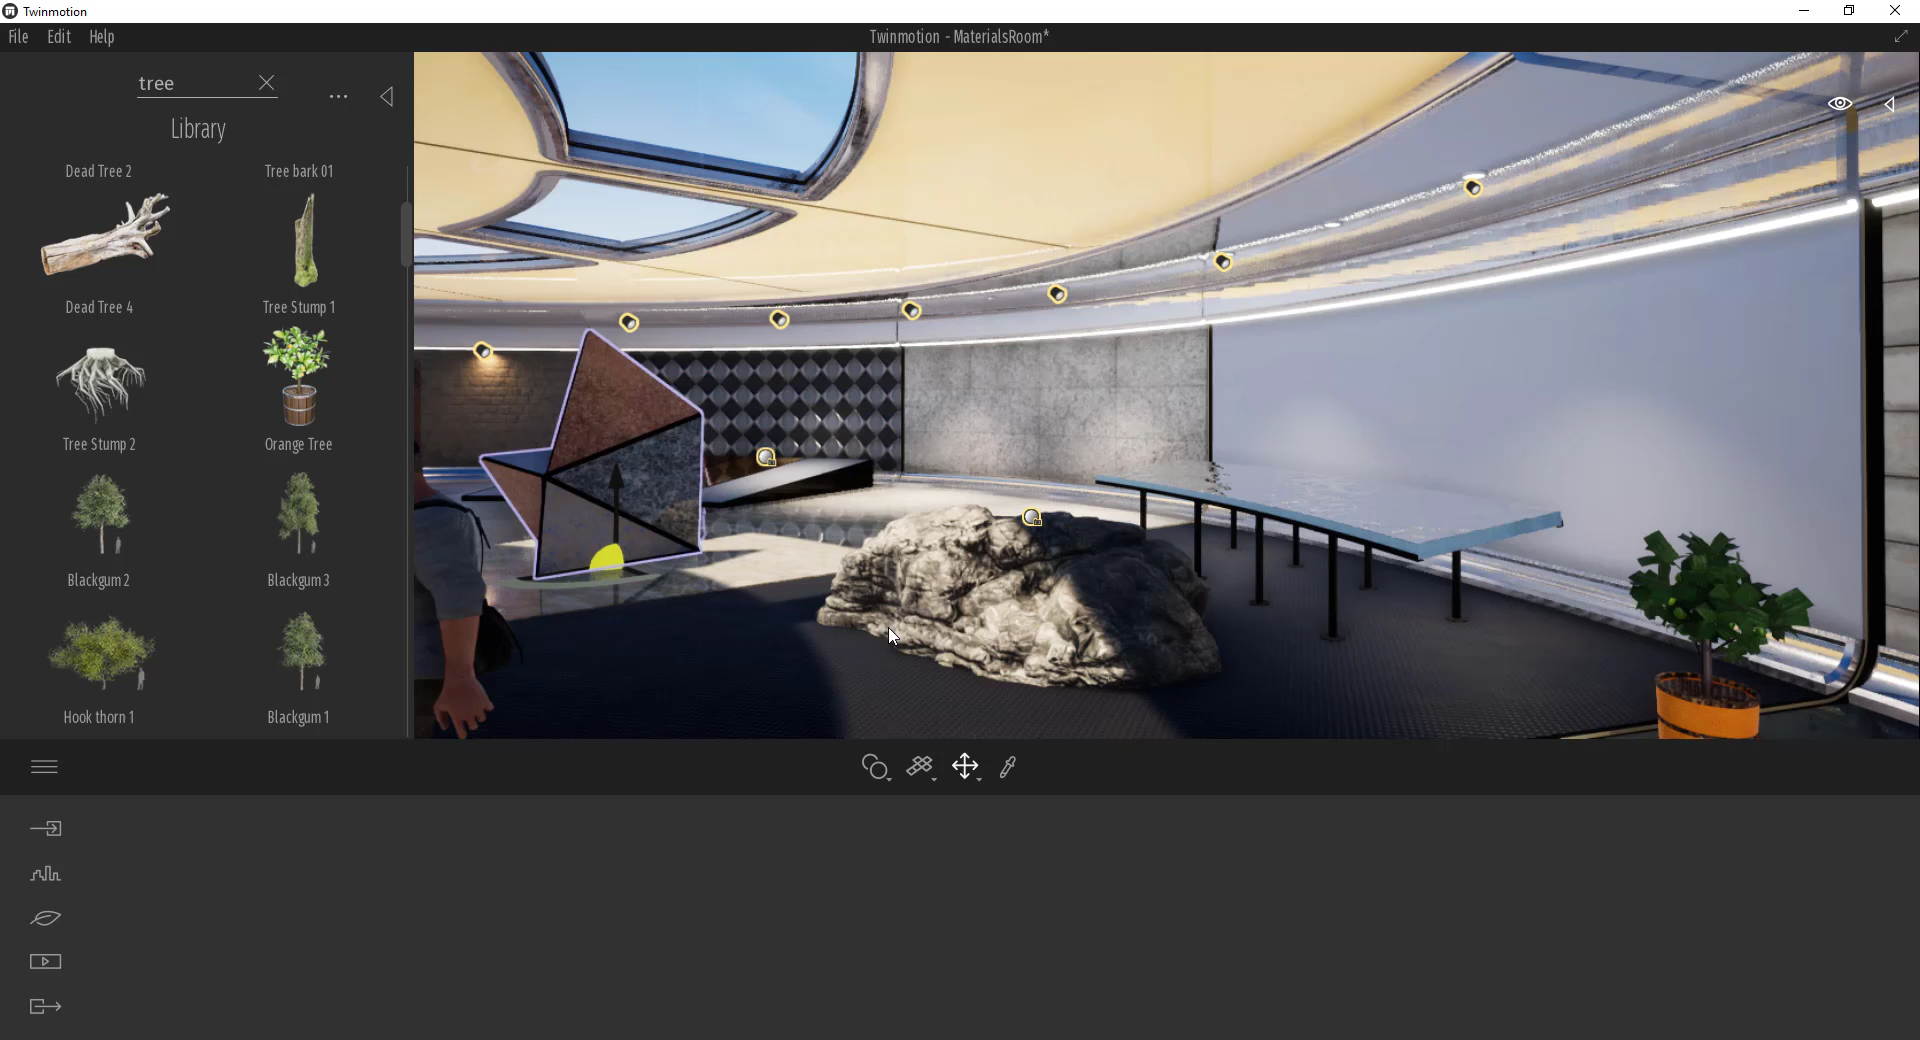 Twinmotion
File Edit Help
Twinmotion - MaterialsRoom*
tree
...
Library
Dead Tree 2 Tree bark 01
Dead Tree 4 Tree Stump 1
Tree Stump 2 Orange Tree
Blackgum 2 Blackgum 3
Hook thorn 1 Blackgum 1